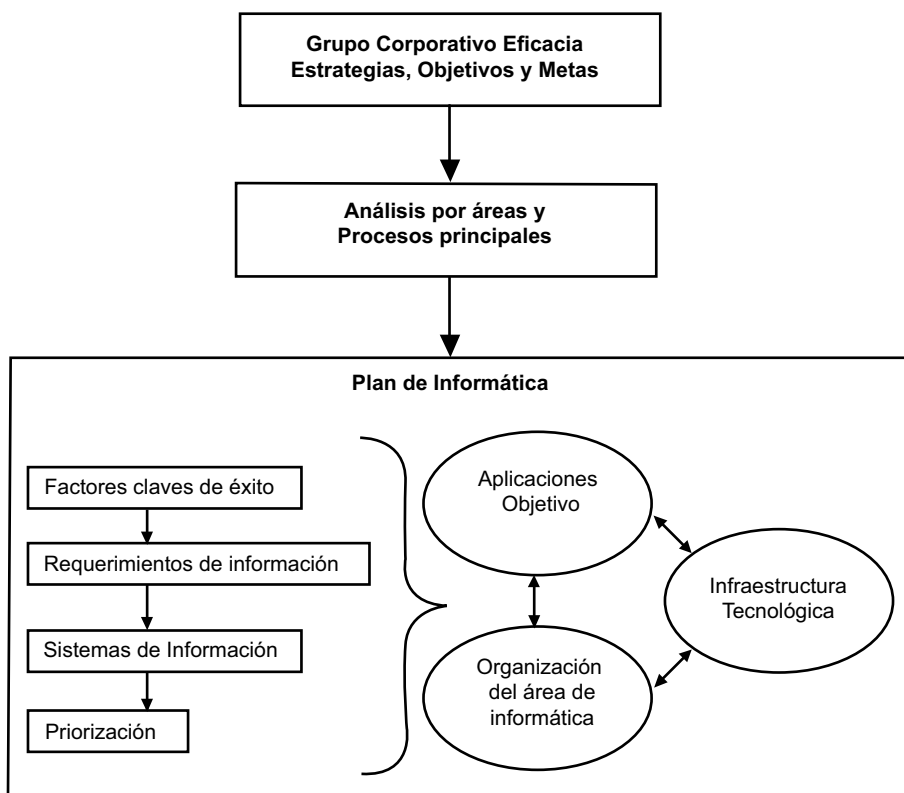 Grupo Corporativo Eficacia
Estrategias, Objetivos y Metas
Análisis por áreas y
Procesos principales
Plan de Informática
Factores claves de éxito
Requerimientos de información
Sistemas de Información
Priorización
Aplicaciones
Objetivo
Infraestructura
Tecnológica
Organización
del área de
informática